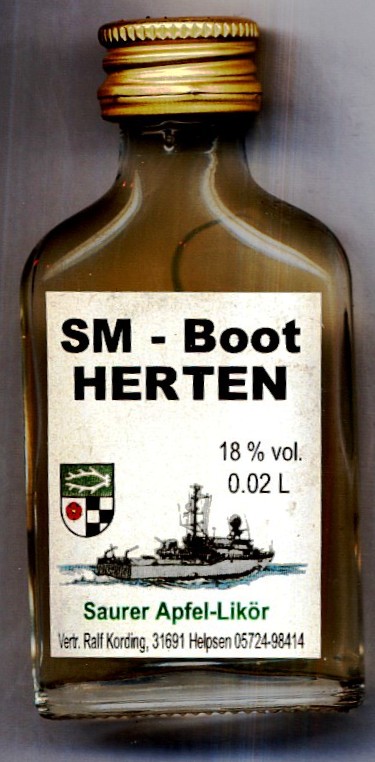 SM - Boot
HERTEN
18 % vol.
0.02 L
Saurer Apfel-Likör
Vertr. Ralf Kording, 31691 Helpsen 05724-98414